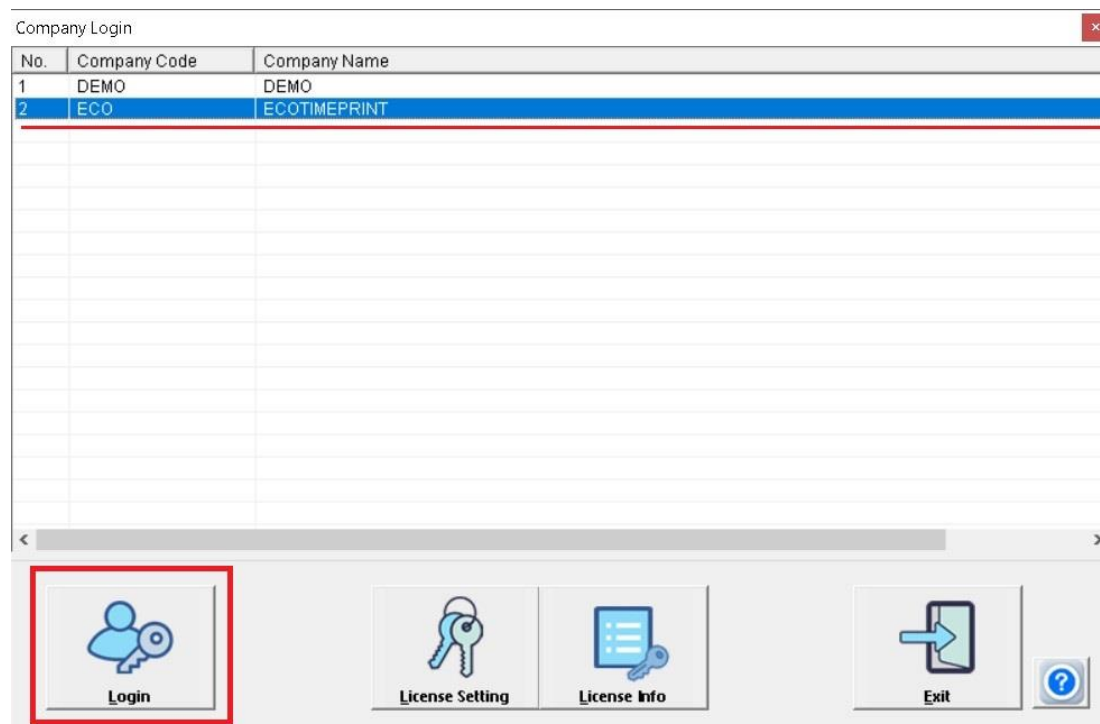 Company Login
No. Company Code Company Name
1 DEMO DEMO
2 ECO ECOTIMEPRINT
Login License Setting License Info Exit